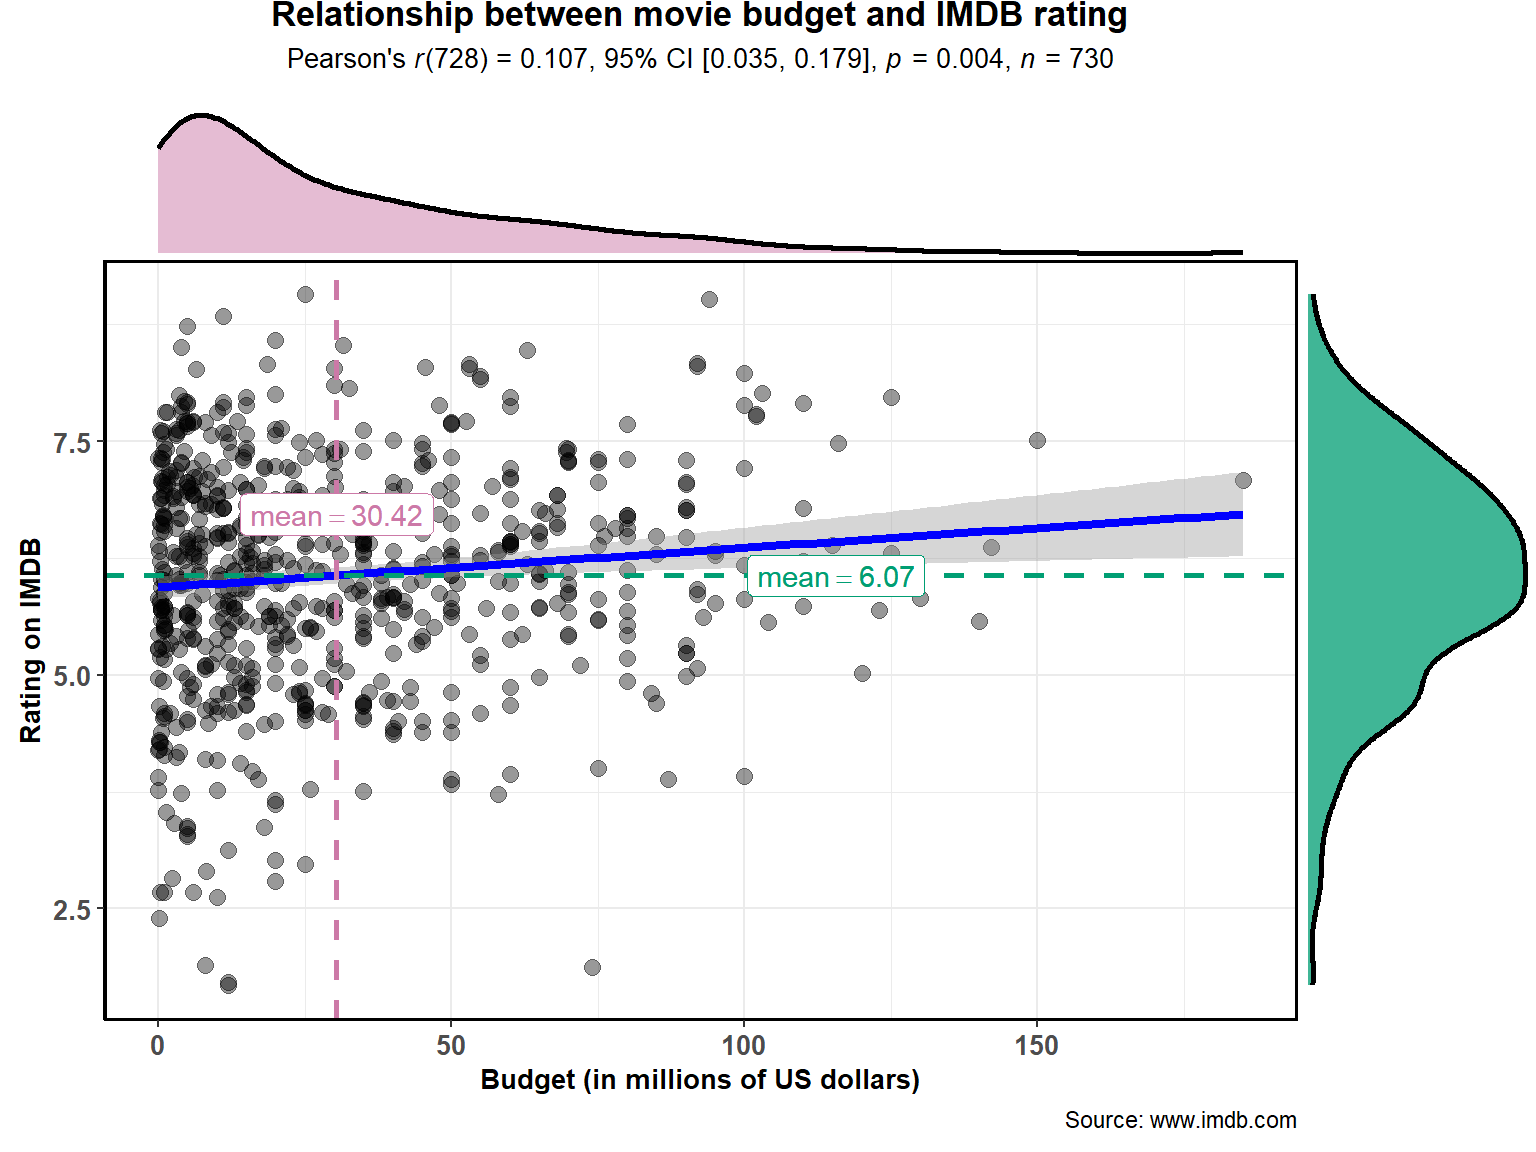 Relationship between movie budget and IMDB rating
Pearson's r(728) = 0.107, 95% CI [0.035, 0.179], p = 0.004, n = 730
7.5
5.0
2.5
Rating on IMDB
mean = 30.42
mean = 6.07
0 50 100 150
Budget (in millions of US dollars)
Source: www.imdb.com